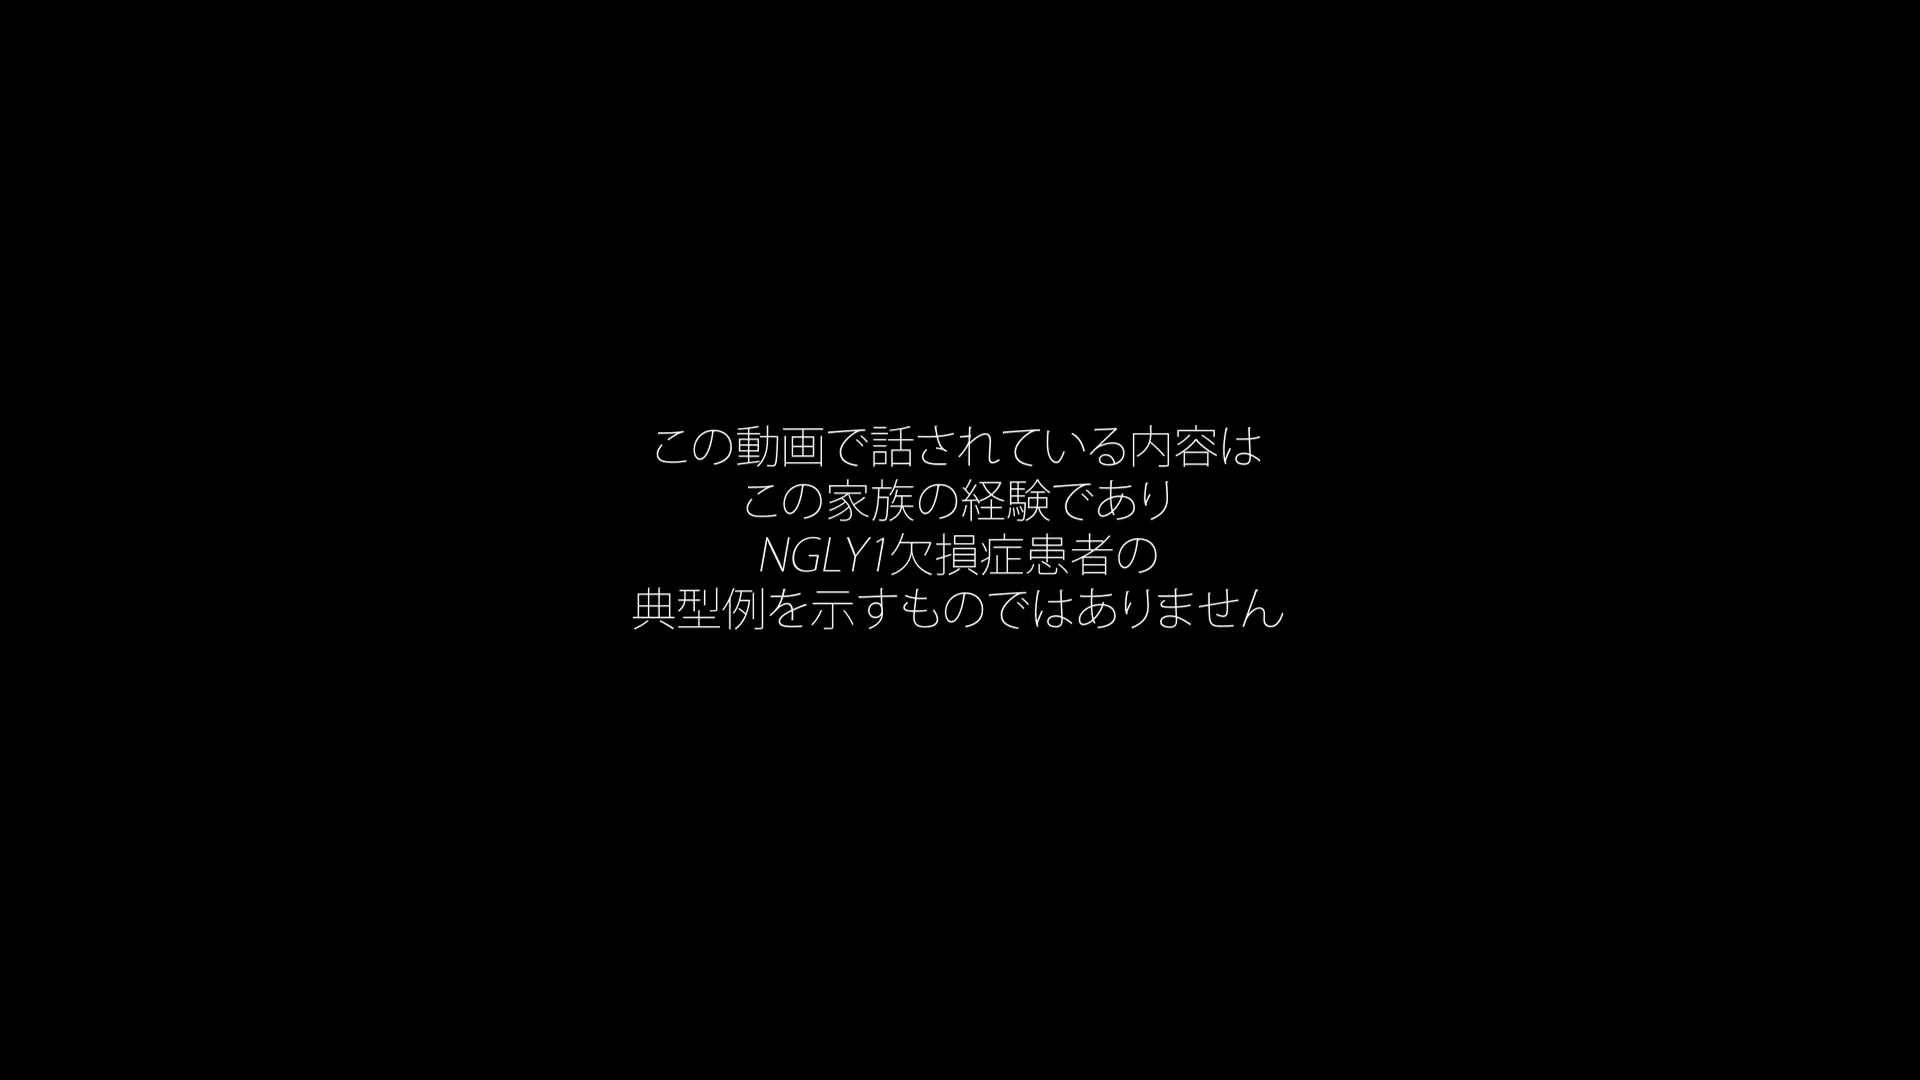 この動画で話されている内容は
この家族の経験であり
NGLY1欠損症患者の
典型例を示すものではありません